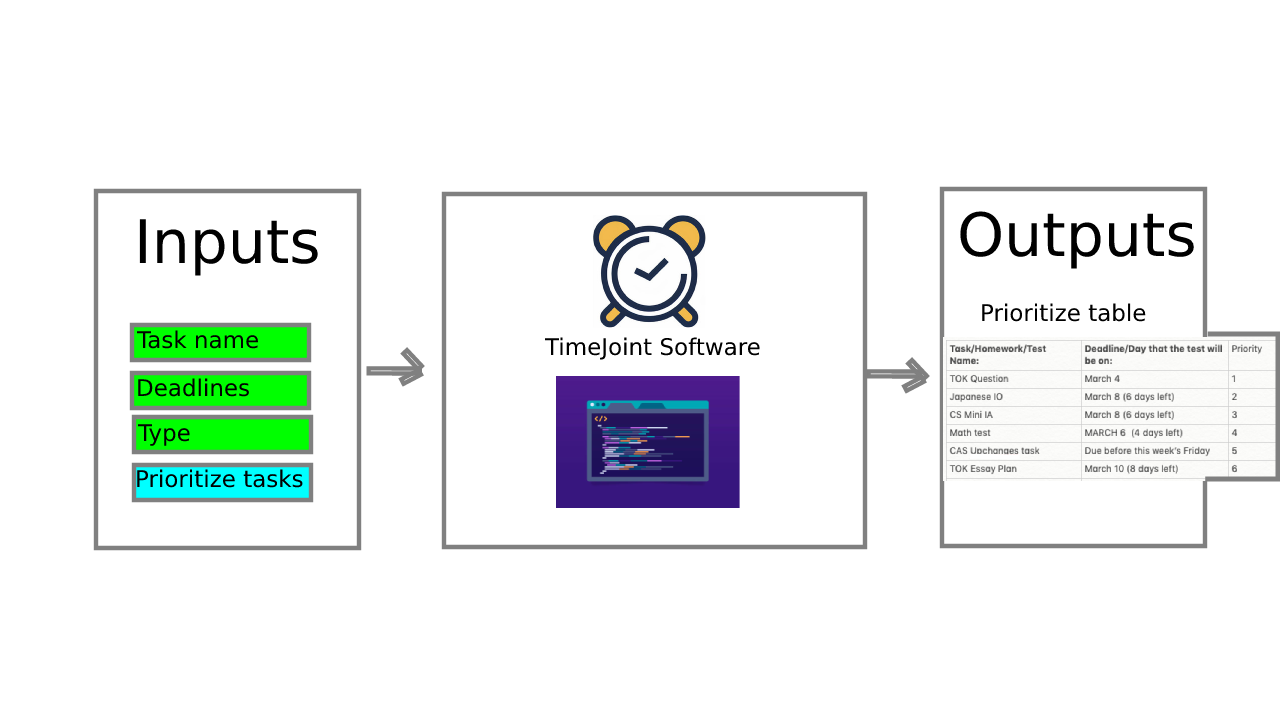 Inputs
Task name
Deadlines
Type
Prioritize tasks
TimeJoint Software
</>
Outputs
Prioritize table
Task/Homework/Test Name: Deadline/Day that the test will be on: Priority
TOK Question March 4 1
Japanese IO March 8 (6 days left) 2
CS Mini IA March 8 (6 days left) 3
Math test MARCH 6 (4 days left) 4
CAS Upchanges task Due before this week's Friday 5
TOK Essay Plan March 10 (8 days left) 6